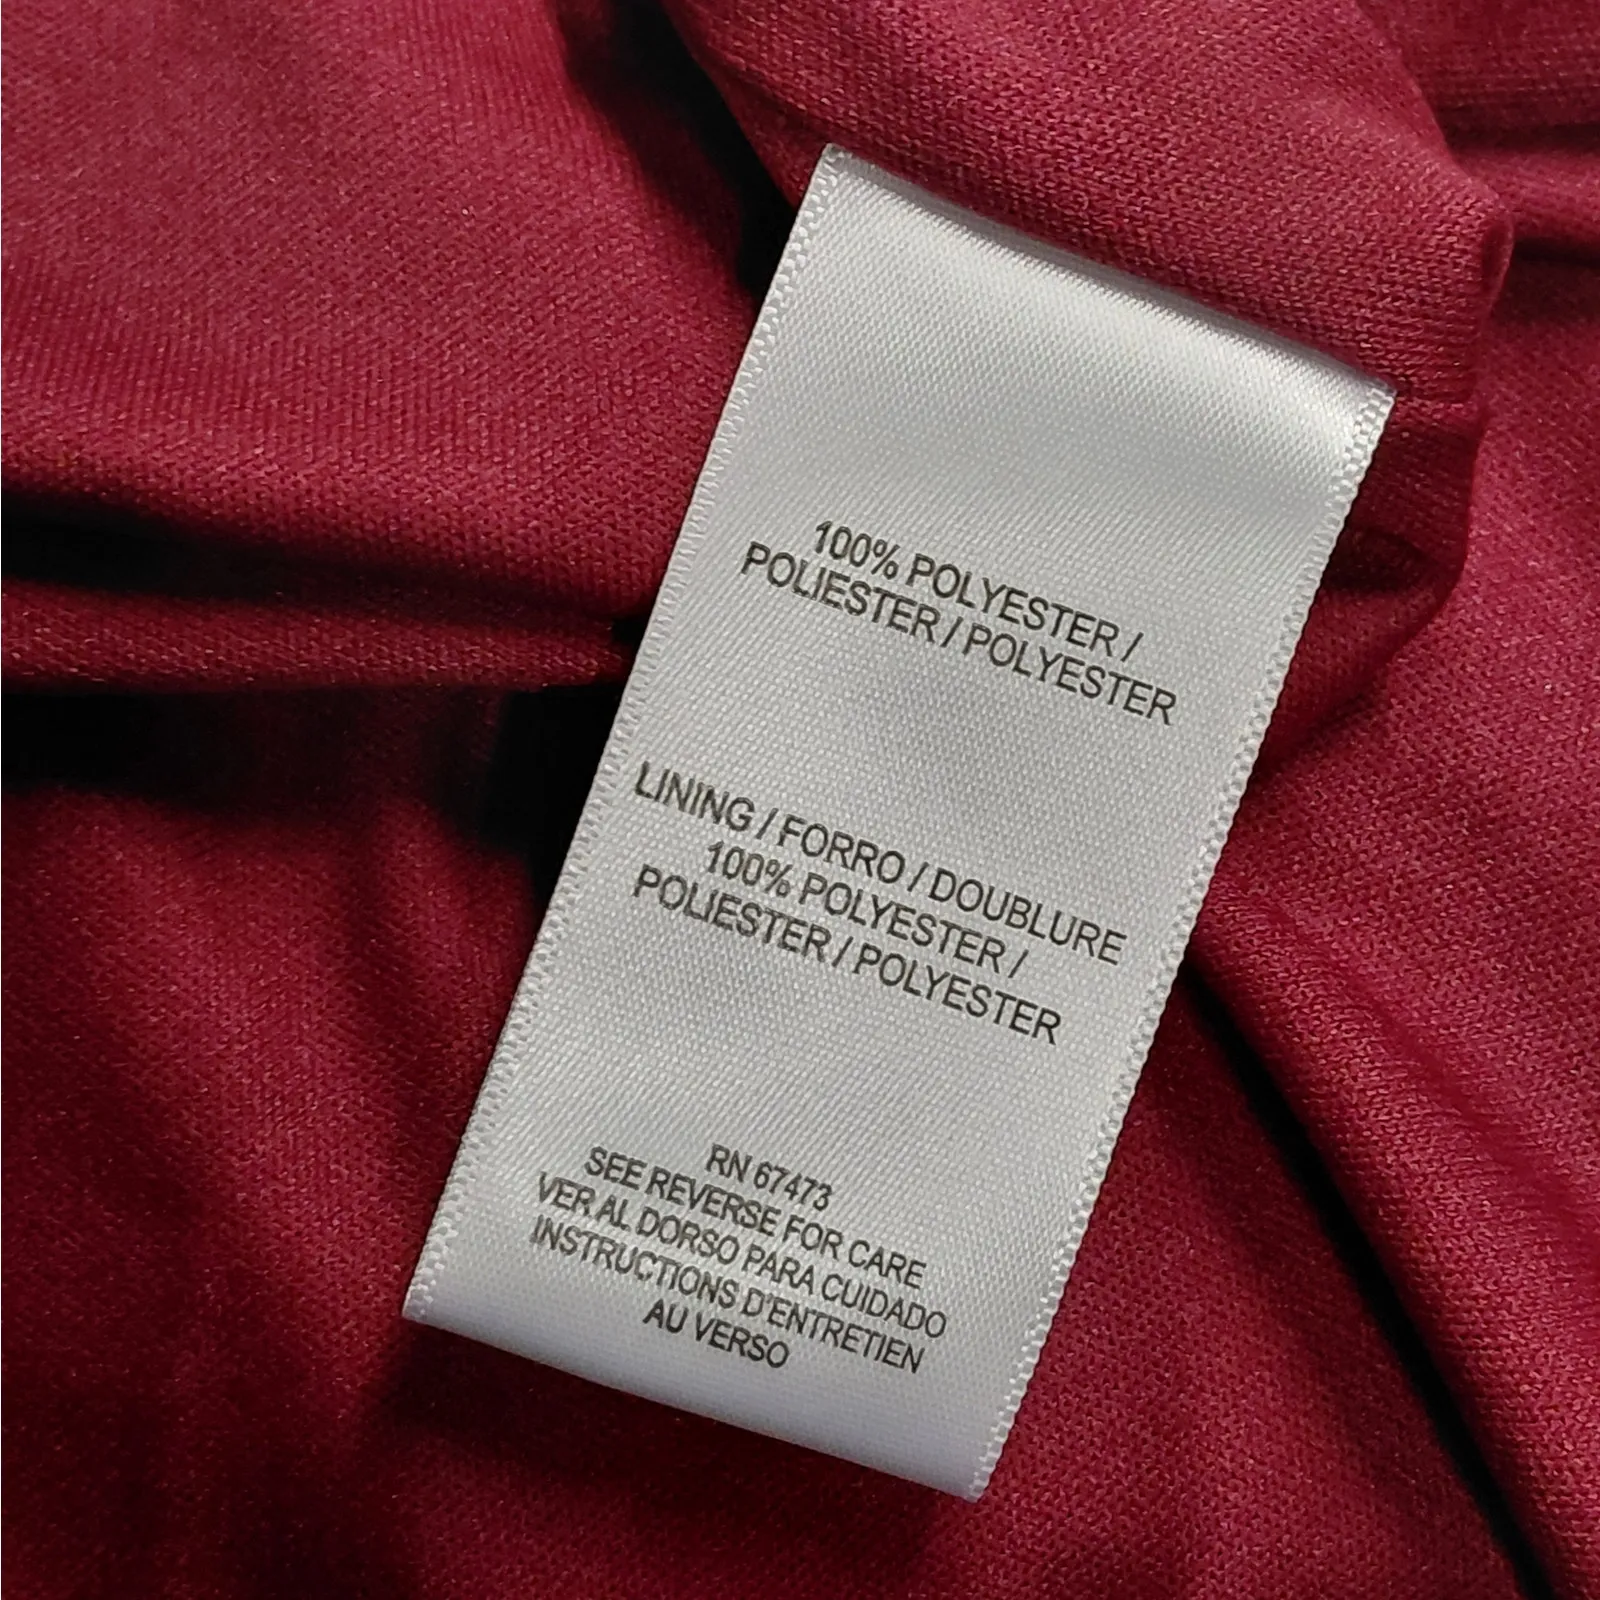 100% POLYESTER /
POLIESTER / POLYESTER
LINING / FORRO / DOUBLURE
100% POLYESTER /
POLIESTER / POLYESTER
RN 67473
SEE REVERSE FOR CARE
VER AL DORSO PARA CUIDADO
INSTRUCTIONS D'ENTRETIEN
AU VERSO